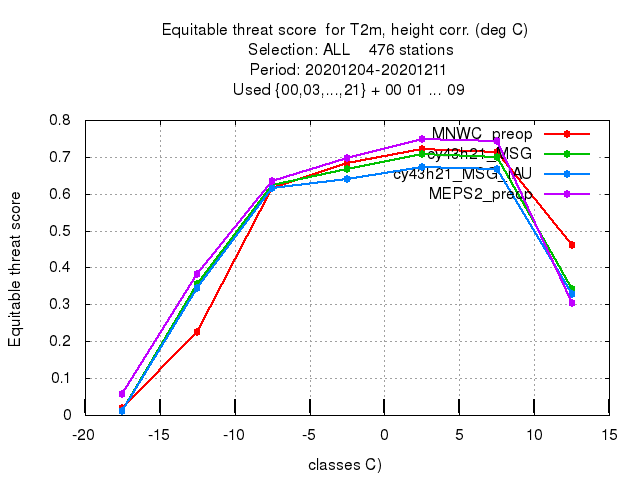 Equitable threat score  for T2m, height corr. (deg C)
Selection: ALL    476 stations
Period: 20201204-20201211
Used {00,03,...,21} + 00 01 ... 09
Equitable threat score
0.8
0.7
0.6
0.5
0.4
0.3
0.2
0.1
0
MNWC_preop
cy43h21_MSG
cy43h21_MSG_TAU
MEPS2_preop
-20 -15 -10 -5 0 5 10 15
classes C)